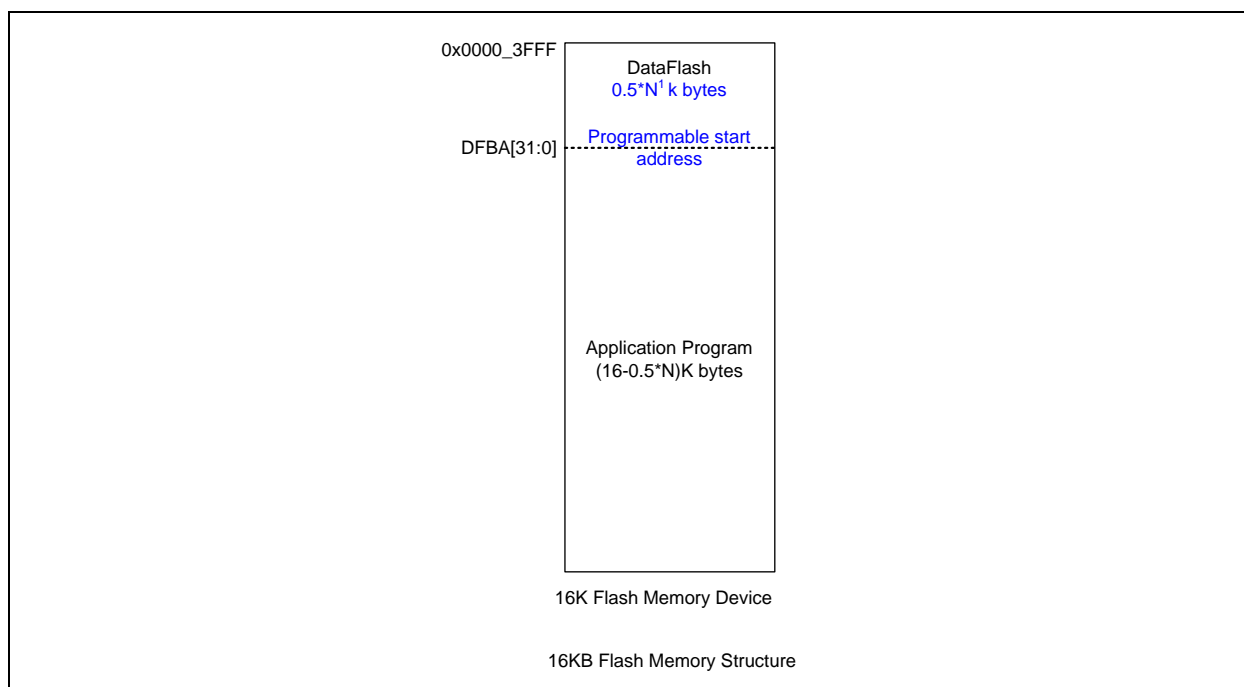 0x0000_3FFF
DataFlash
0.5*N¹ k bytes
Programmable start
DFBA[31:0]
address
Application Program
(16-0.5*N)K bytes
16K Flash Memory Device
16KB Flash Memory Structure